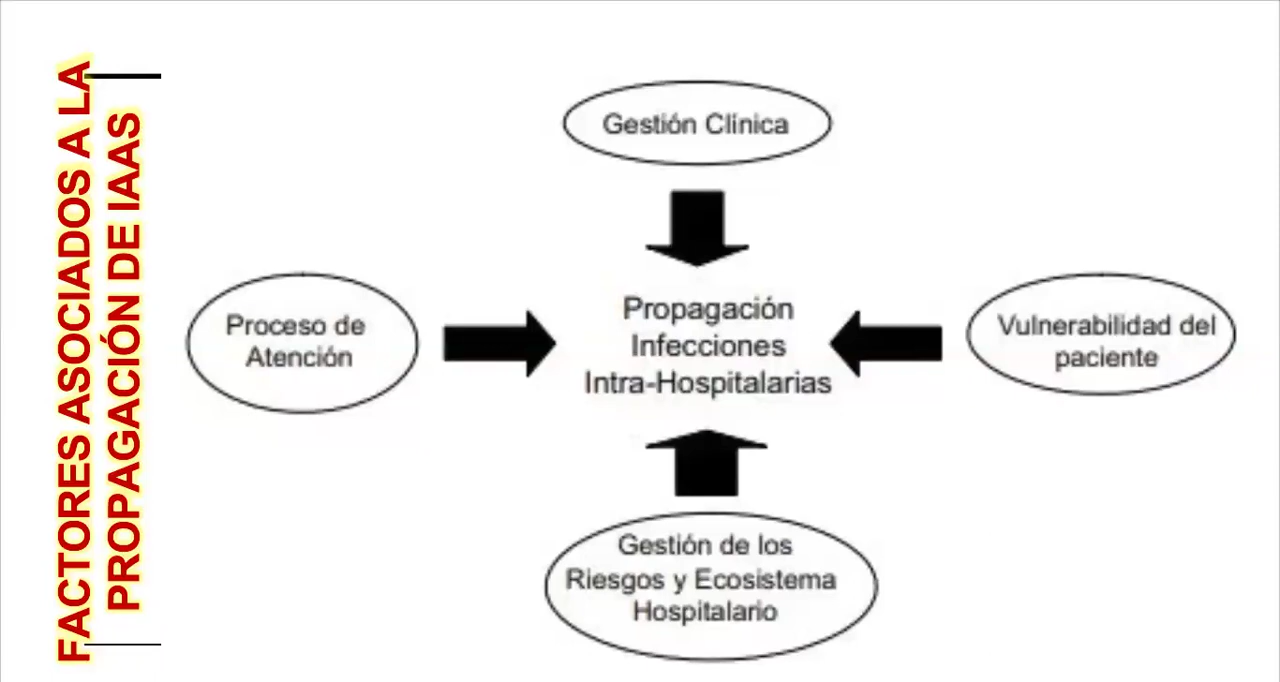 FACTORES ASOCIADOS A LA
PROPAGACIÓN DE IAAS
Gestión Clínica
Proceso de
Atención
Propagación
Infecciones
Intra-Hospitalarias
Vulnerabilidad del
paciente
Gestión de los
Riesgos y Ecosistema
Hospitalario